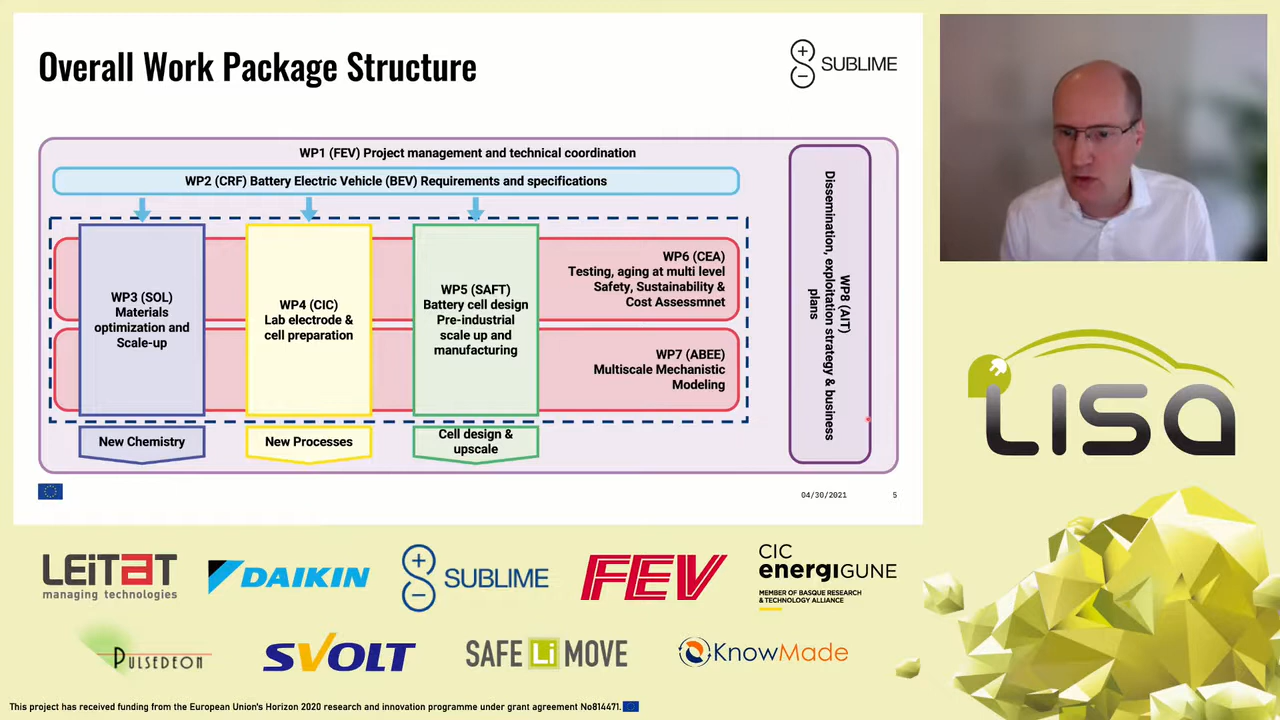 Overall Work Package Structure
SUBLIME
WP1 (FEV) Project management and technical coordination
WP2 (CRF) Battery Electric Vehicle (BEV) Requirements and specifications
WP3 (SOL)
Materials
optimization and
Scale-up
WP4 (CIC)
Lab electrode &
cell preparation
WP5 (SAFT)
Battery cell design
Pre-industrial
scale up and
manufacturing
WP6 (CEA)
Testing, aging at multi level
Safety, Sustainability &
Cost Assessmnet
WP7 (ABEE)
Multiscale Mechanistic
Modeling
WP8 (AIT)
Dissemination, exploitation strategy & business
plans
New Chemistry
New Processes
Cell design &
upscale
04/30/2021
5
LISA
LEITAT
managing technologies
DAIKIN
SUBLIME
FEV
CIC
energiGUNE
MEMBER OF BASQUE RESEARCH
& TECHNOLOGY ALLIANCE
PULSEDEON
SVOLT
SAFE Li MOVE
KnowMade
This project has received funding from the European Union's Horizon 2020 research and innovation programme under grant agreement No814471.